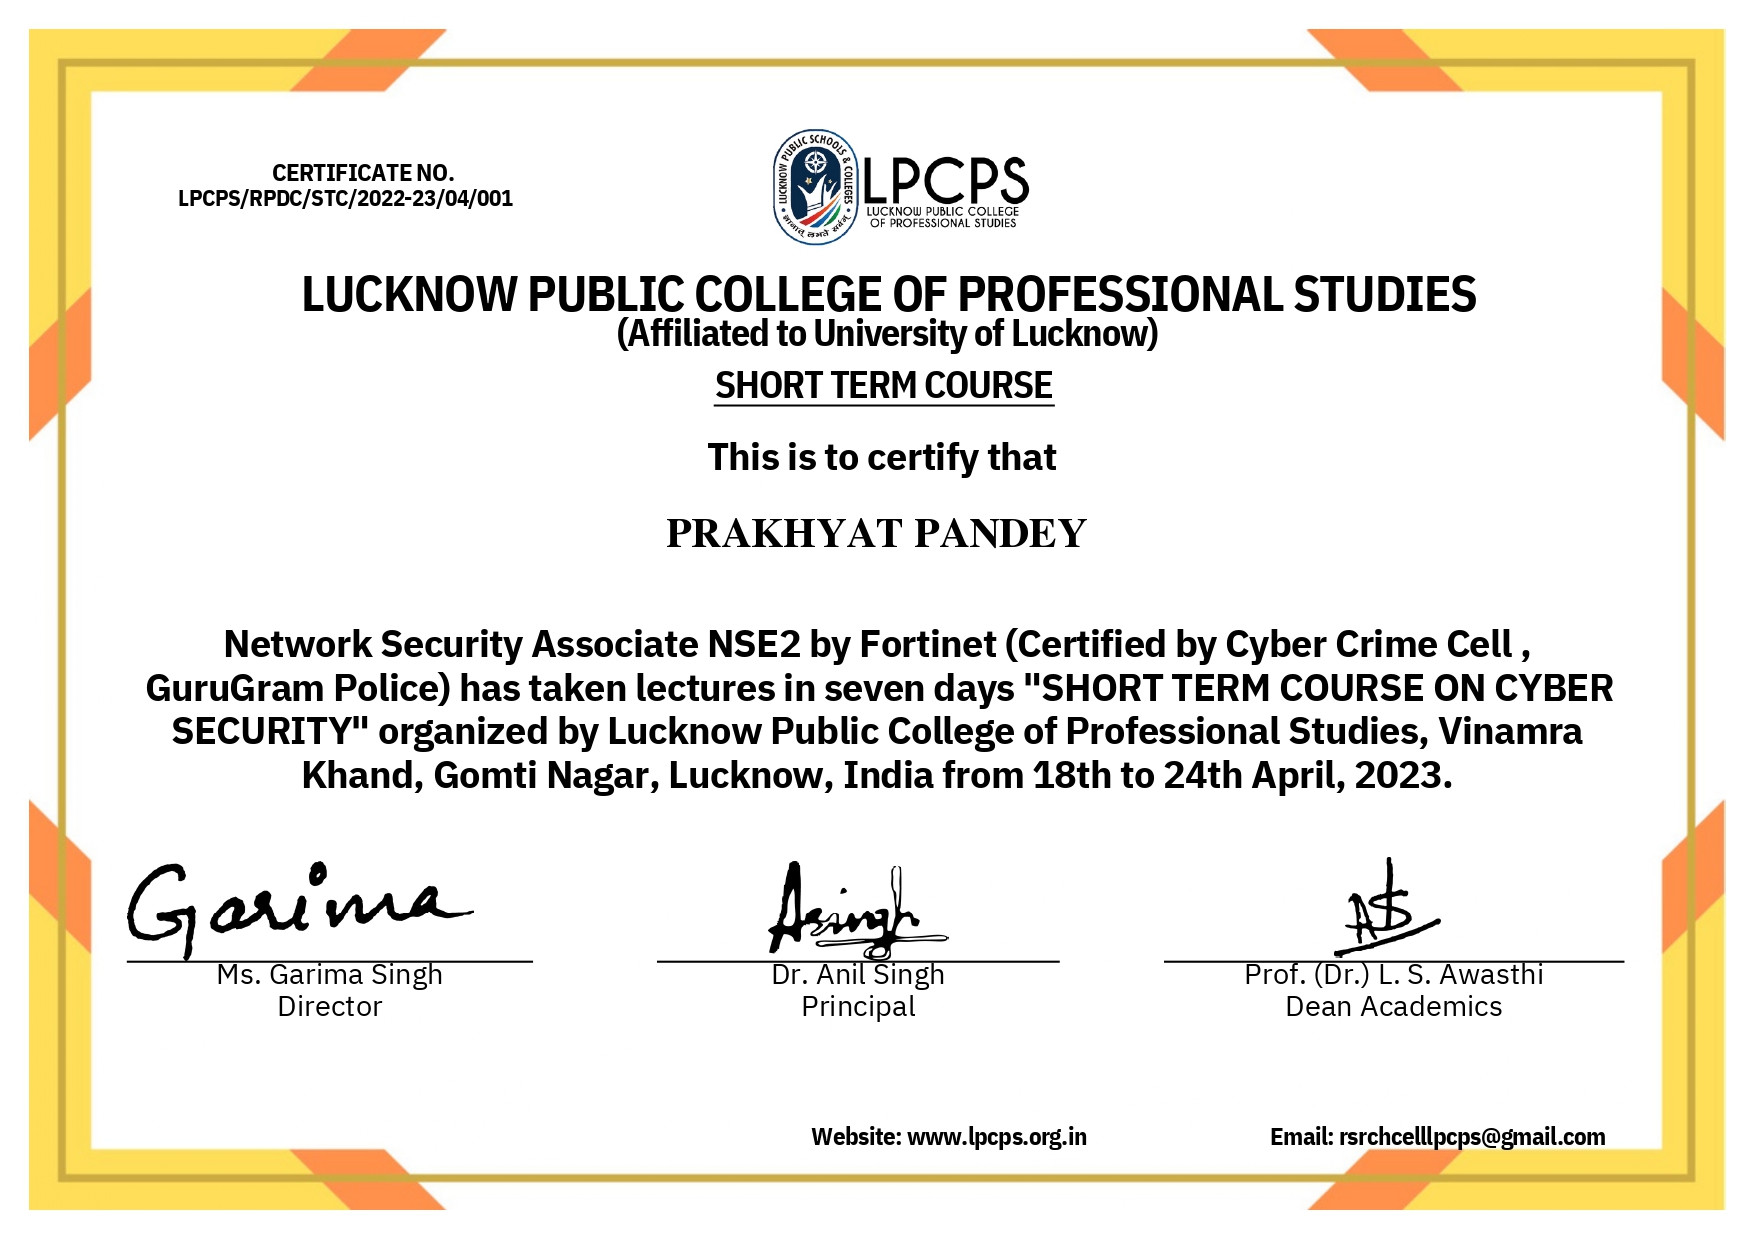 CERTIFICATE NO.
LPCPS/RPDC/STC/2022-23/04/001
LUCKNOW PUBLIC SCHOOLS & COLLEGES
LPCPS
LUCKNOW PUBLIC COLLEGE
OF PROFESSIONAL STUDIES
LUCKNOW PUBLIC COLLEGE OF PROFESSIONAL STUDIES
(Affiliated to University of Lucknow)
SHORT TERM COURSE
This is to certify that
PRAKHYAT PANDEY
Network Security Associate NSE2 by Fortinet (Certified by Cyber Crime Cell ,
GuruGram Police) has taken lectures in seven days "SHORT TERM COURSE ON CYBER
SECURITY" organized by Lucknow Public College of Professional Studies, Vinamra
Khand, Gomti Nagar, Lucknow, India from 18th to 24th April, 2023.
Garima
Asingh
AS
Ms. Garima Singh
Director
Dr. Anil Singh
Principal
Prof. (Dr.) L. S. Awasthi
Dean Academics
Website: www.lpcps.org.in
Email: rsrchcelllpcps@gmail.com